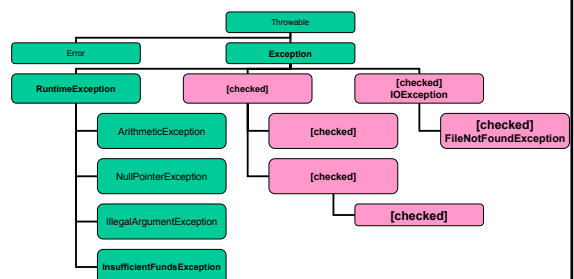 Throwable
Error
Exception
RuntimeException
[checked]
[checked]
IOException
ArithmeticException
[checked]
[checked]
FileNotFoundException
NullPointerException
[checked]
IllegalArgumentException
[checked]
InsufficientFundsException